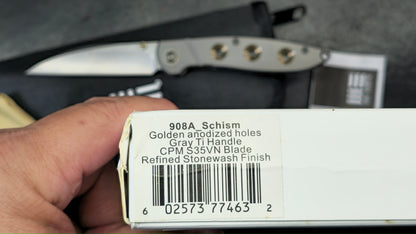 908A_Schism
Golden anodized holes
Gray Ti Handle
CPM S35VN Blade
Refined Stonewash Finish
6 02573 77463 2